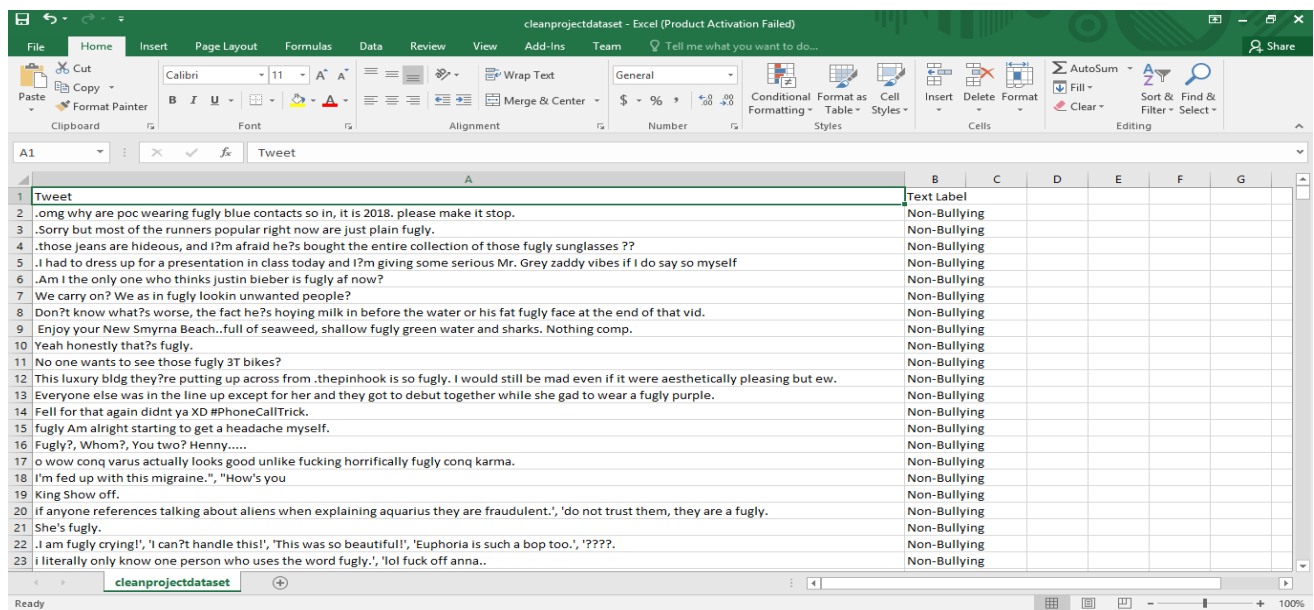 cleanprojectdataset - Excel (Product Activation Failed)
File Home Insert Page Layout Formulas Data Review View Add-Ins Team Tell me what you want to do... Share
Paste
Cut
Copy
Format Painter
Clipboard
Calibri 11
B I U
Font
Wrap Text
Merge & Center
Alignment
General
$ % ,
Number
Conditional Formatting
Format as Table
Cell Styles
Styles
Insert Delete Format
Cells
AutoSum
Fill
Clear
Sort & Filter
Find & Select
Editing
A1 fx Tweet
A B C D E F G
1 Tweet Text Label
2 .omg why are poc wearing fugly blue contacts so in, it is 2018. please make it stop. Non-Bullying
3 .Sorry but most of the runners popular right now are just plain fugly. Non-Bullying
4 .those jeans are hideous, and I?m afraid he?s bought the entire collection of those fugly sunglasses ?? Non-Bullying
5 .I had to dress up for a presentation in class today and I?m giving some serious Mr. Grey zaddy vibes if I do say so myself Non-Bullying
6 .Am I the only one who thinks justin bieber is fugly af now? Non-Bullying
7 We carry on? We as in fugly lookin unwanted people? Non-Bullying
8 Don?t know what?s worse, the fact he?s hoying milk in before the water or his fat fugly face at the end of that vid. Non-Bullying
9 Enjoy your New Smyrna Beach..full of seaweed, shallow fugly green water and sharks. Nothing comp. Non-Bullying
10 Yeah honestly that?s fugly. Non-Bullying
11 No one wants to see those fugly 3T bikes? Non-Bullying
12 This luxury bldg they?re putting up across from .thepinhook is so fugly. I would still be mad even if it were aesthetically pleasing but ew. Non-Bullying
13 Everyone else was in the line up except for her and they got to debut together while she gad to wear a fugly purple. Non-Bullying
14 Fell for that again didnt ya XD #PhoneCallTrick. Non-Bullying
15 fugly Am alright starting to get a headache myself. Non-Bullying
16 Fugly?, Whom?, You two? Henny..... Non-Bullying
17 o wow conq varus actually looks good unlike fucking horrifically fugly conq karma. Non-Bullying
18 I'm fed up with this migraine.", "How's you Non-Bullying
19 King Show off. Non-Bullying
20 if anyone references talking about aliens when explaining aquarius they are fraudulent.', 'do not trust them, they are a fugly. Non-Bullying
21 She's fugly. Non-Bullying
22 .I am fugly crying!', 'I can?t handle this!', 'This was so beautiful!', 'Euphoria is such a bop too.', '????. Non-Bullying
23 i literally only know one person who uses the word fugly.', 'lol fuck off anna.. Non-Bullying
cleanprojectdataset
Ready 100%